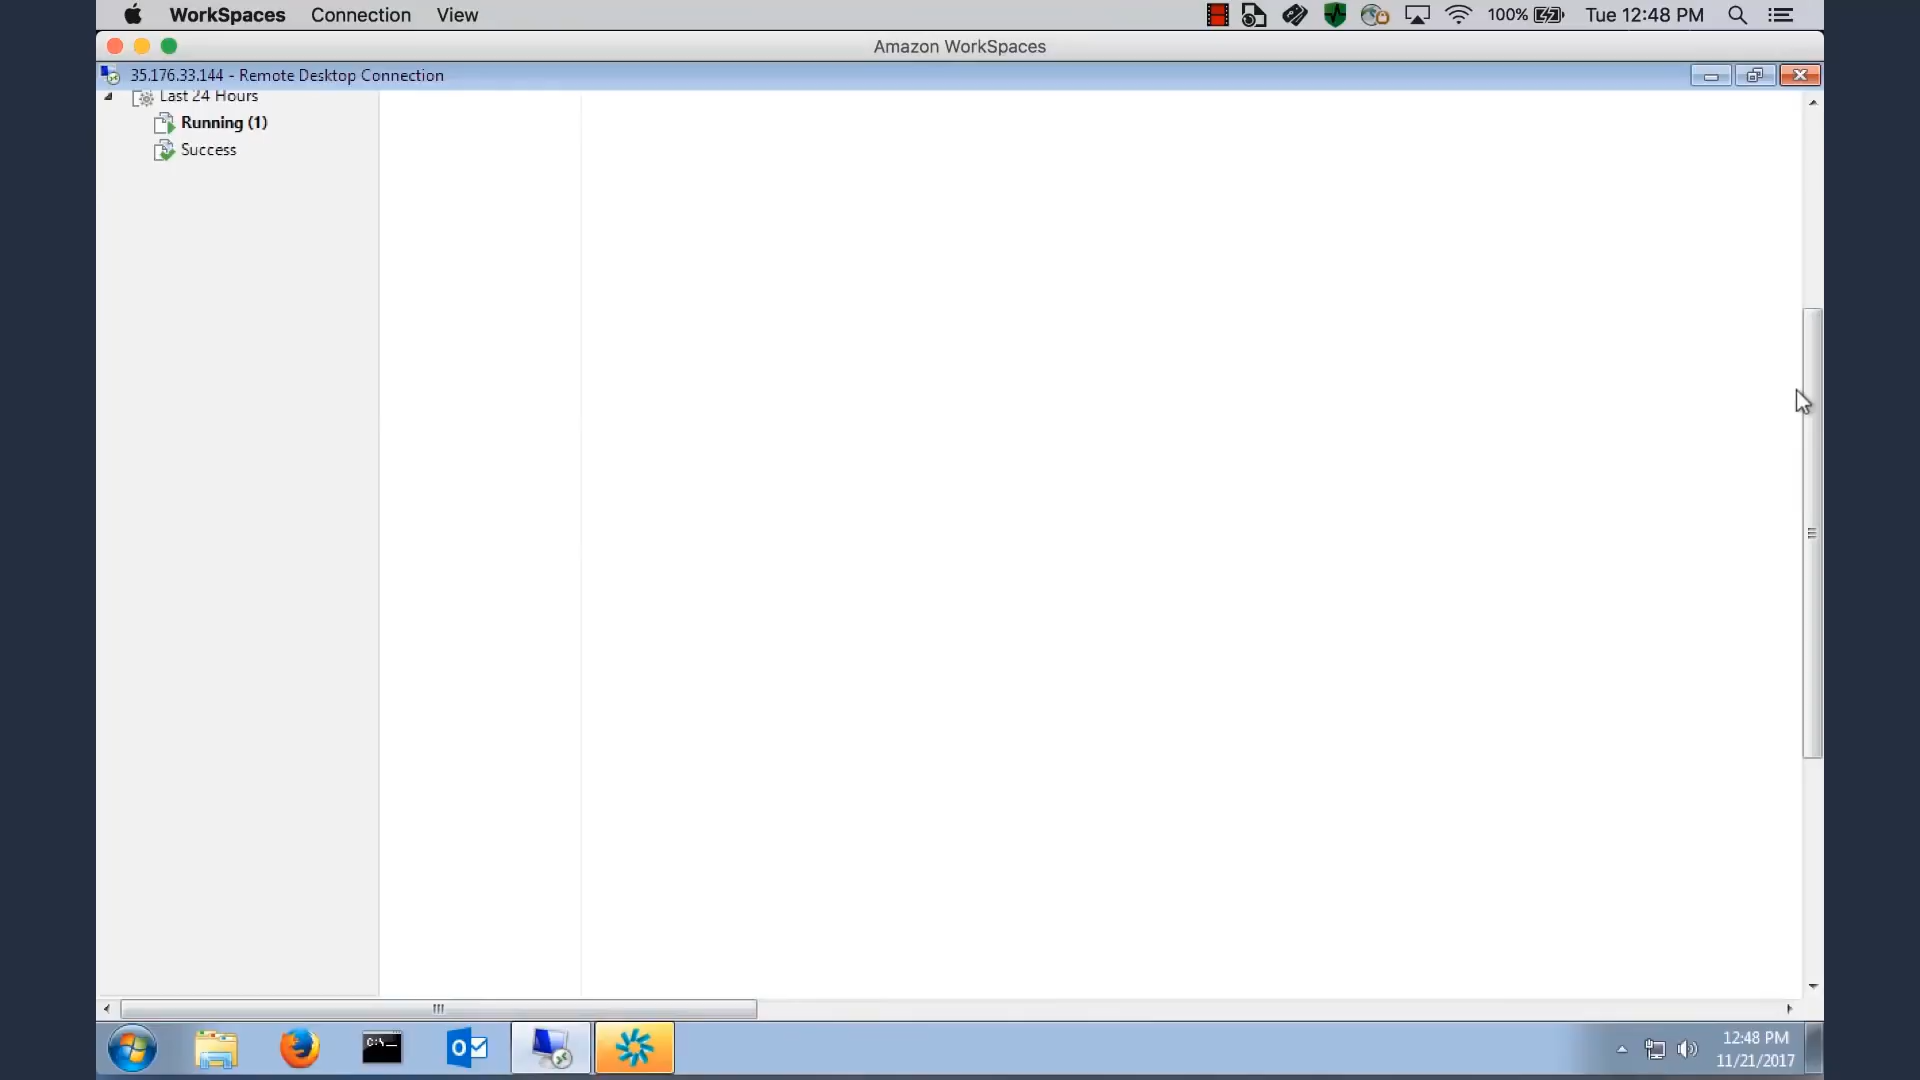 WorkSpaces Connection View 100% Tue 12:48 PM
Amazon WorkSpaces
35.176.33.144 - Remote Desktop Connection
Last 24 Hours
Running (1)
Success
C:\_
12:48 PM
11/21/2017